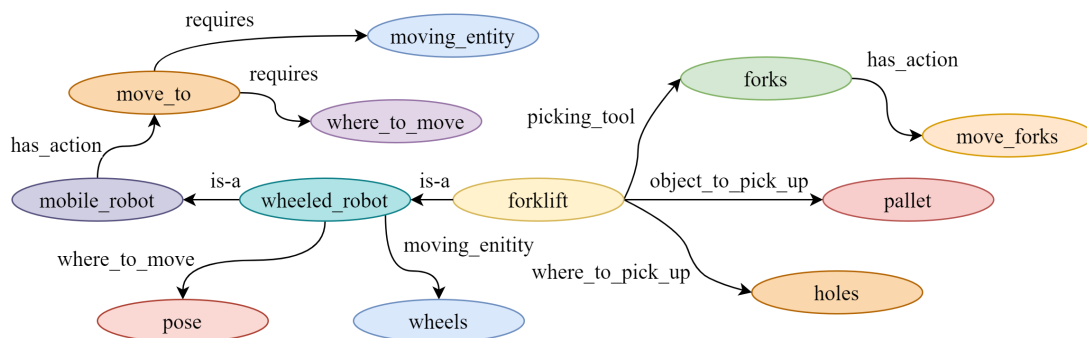 requires
moving_entity
requires
move_to
where_to_move
has_action
mobile_robot
is-a
wheeled_robot
is-a
forklift
where_to_move
moving_enitity
pose
wheels
picking_tool
forks
has_action
move_forks
object_to_pick_up
pallet
where_to_pick_up
holes